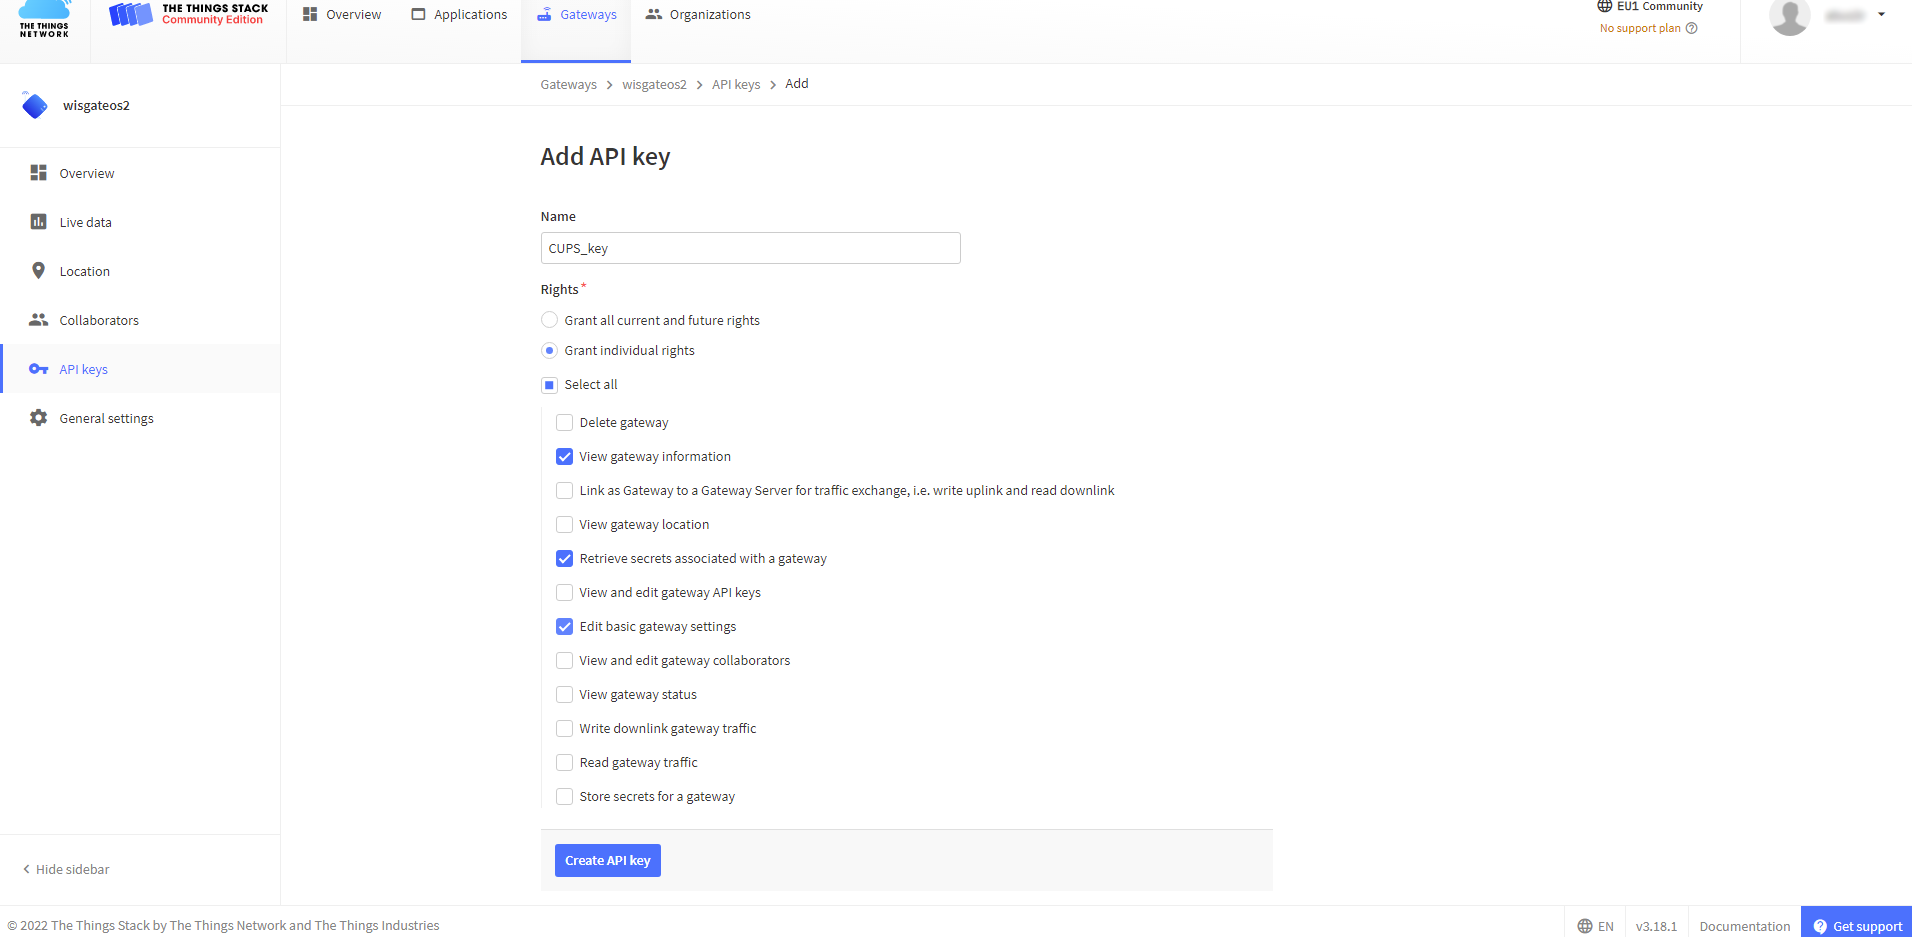 THE THINGS NETWORK
THE THINGS STACK
Community Edition
Overview
Applications
Gateways
Organizations
EU1 Community
No support plan
wisgateos2
Overview
Live data
Location
Collaborators
API keys
General settings
Hide sidebar
Gateways > wisgateos2 > API keys > Add
Add API key
Name
CUPS_key
Rights*
Grant all current and future rights
Grant individual rights
Select all
Delete gateway
View gateway information
Link as Gateway to a Gateway Server for traffic exchange, i.e. write uplink and read downlink
View gateway location
Retrieve secrets associated with a gateway
View and edit gateway API keys
Edit basic gateway settings
View and edit gateway collaborators
View gateway status
Write downlink gateway traffic
Read gateway traffic
Store secrets for a gateway
Create API key
© 2022 The Things Stack by The Things Network and The Things Industries
EN
v3.18.1
Documentation
Get support